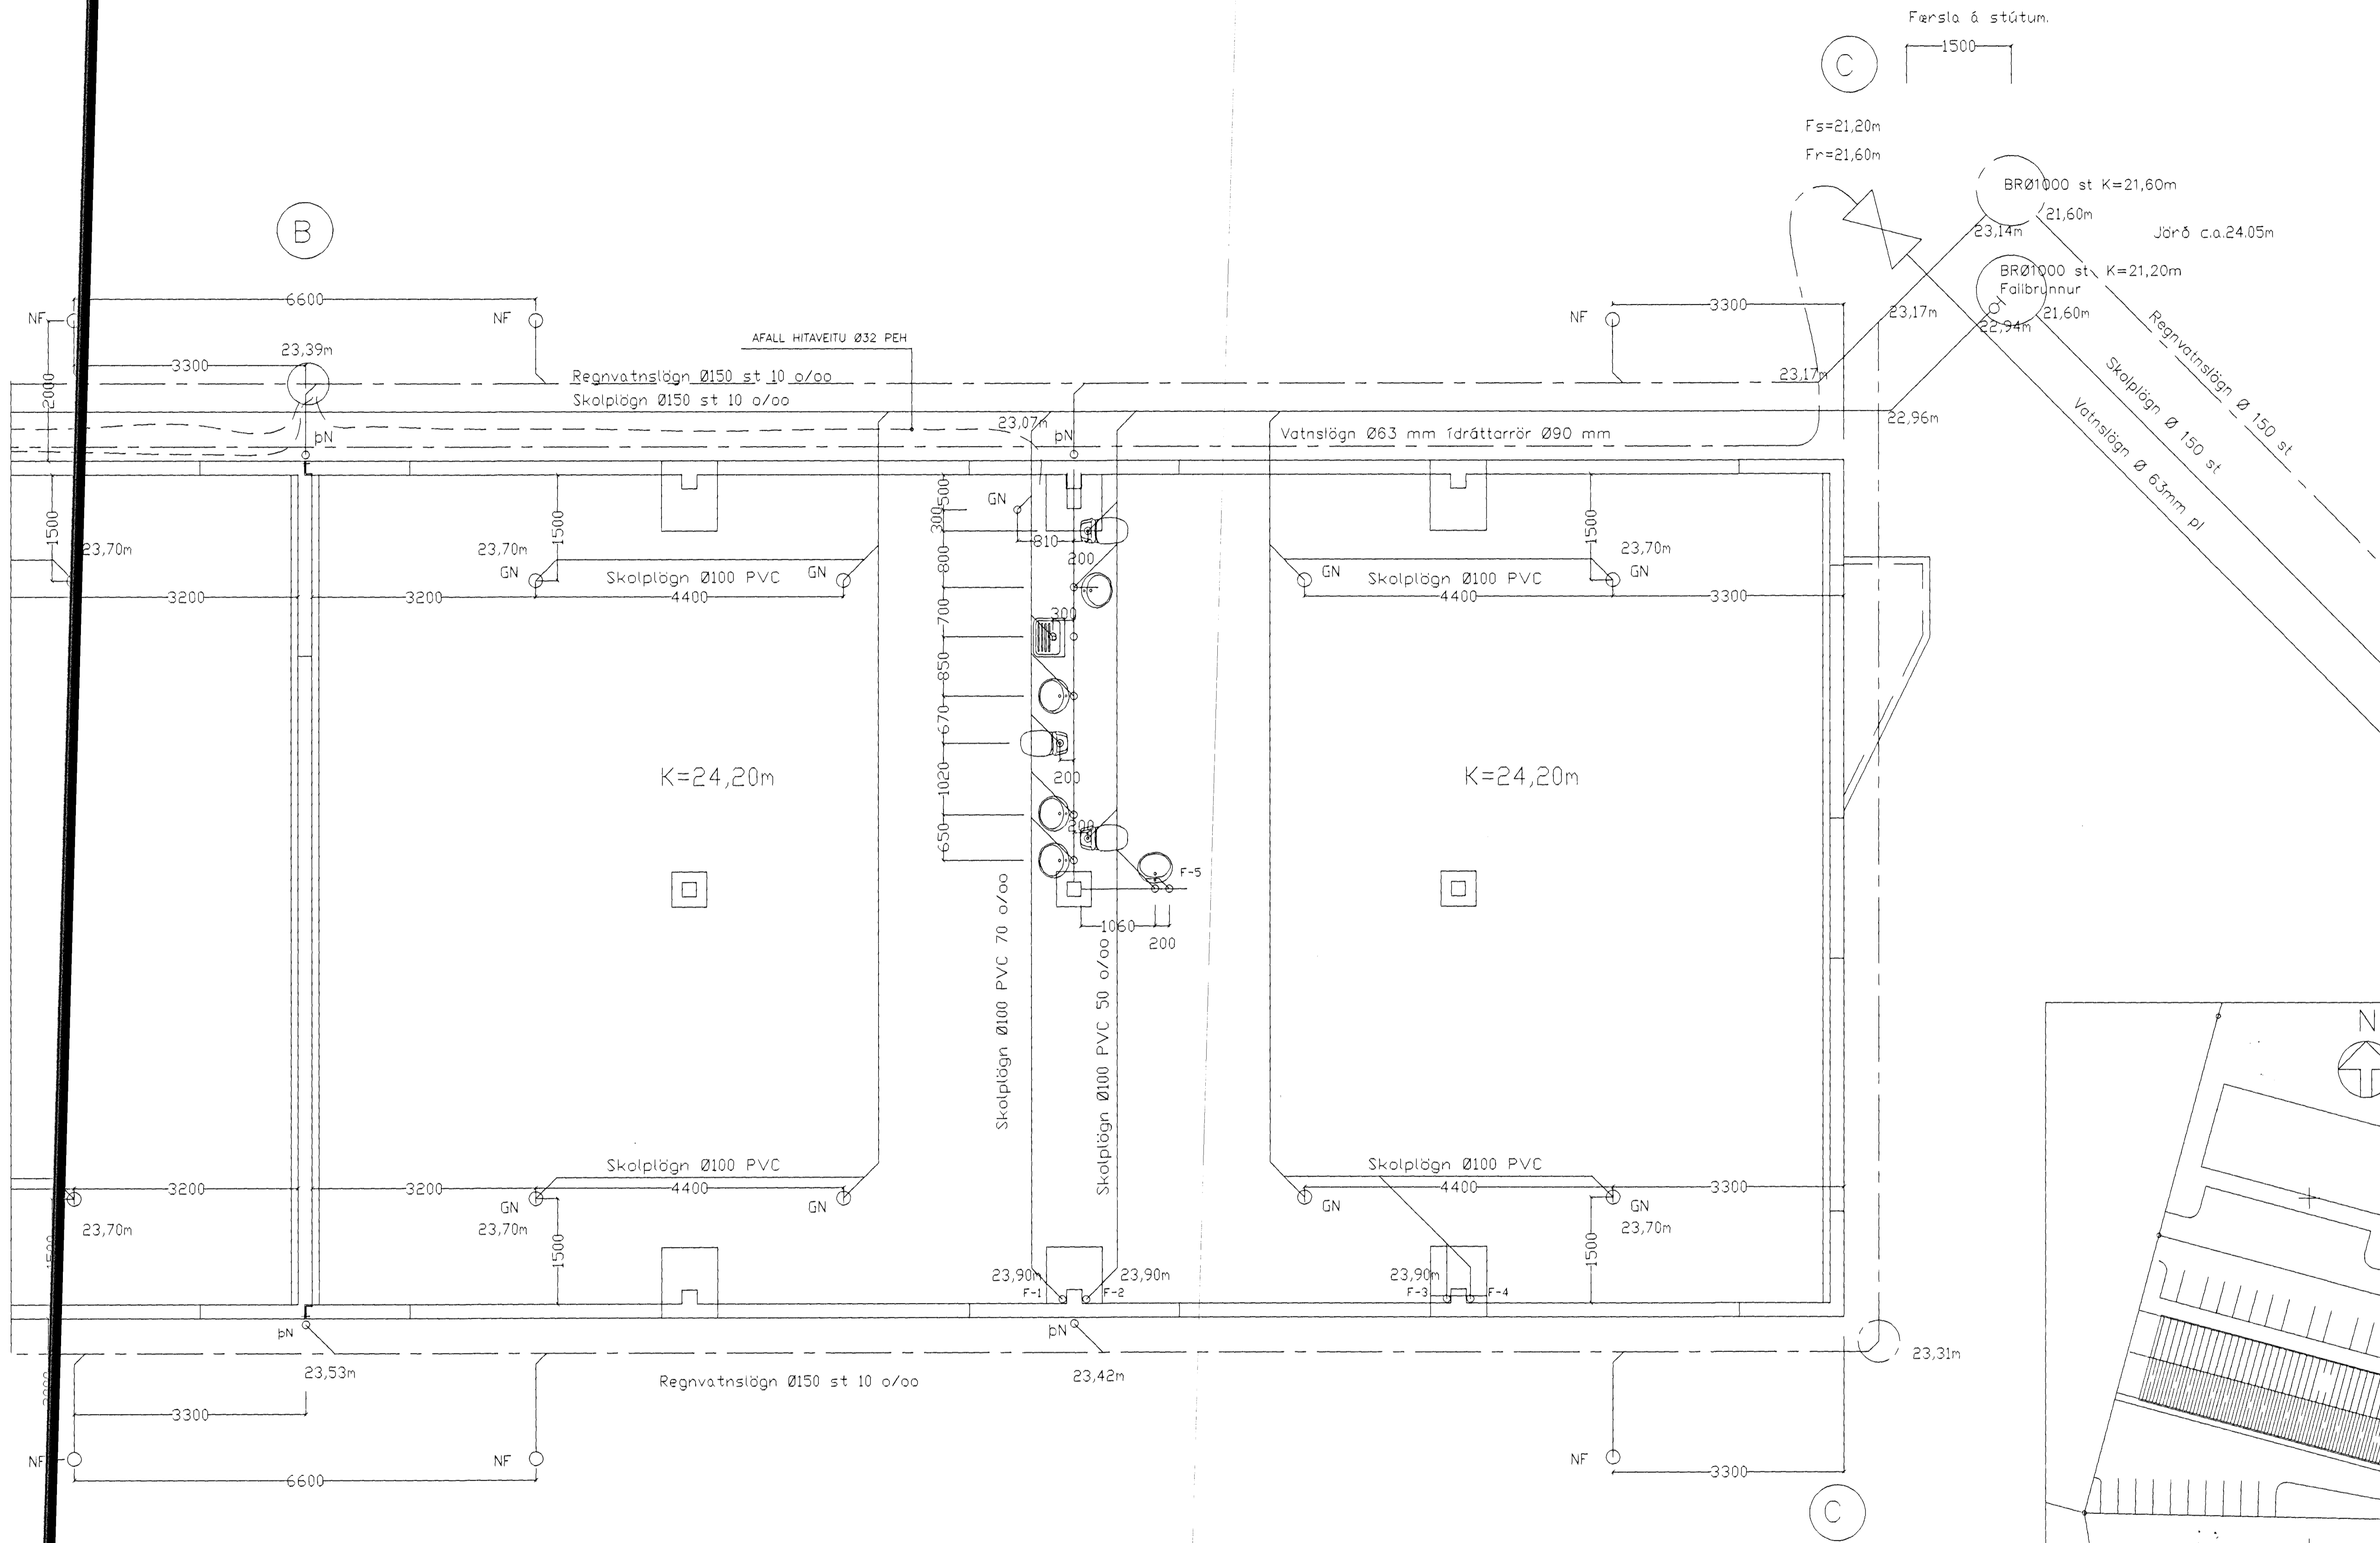 Færsla á stútum.
1500
C
Fs=21,20m
Fr=21,60m
BRØ1000 st K=21,60m
21,60m
23,14m
Jörð c.a.24.05m
B
BRØ1000 st K=21,20m
Fallbrunnur
21,60m
22,94m
23,17m
6600
3300
NF
NF
NF
AFALL HITAVEITU Ø32 PEH
23,39m
3300
2000
Regnvatnslögn Ø150 st 10 o/oo
Skolplögn Ø150 st 10 o/oo
23,17m
22,96m
23,07m
þN
þN
Vatnslögn Ø63 mm ídráttarrör Ø90 mm
Regnvatnslögn Ø 150 st
Skolplögn Ø 150 st
Vatnslögn Ø 63mm pl
1500
23,70m
1500
23,70m
GN
Skolplögn Ø100 PVC
GN
3200
3200
4400
500
300
800
700
850
670
1020
650
GN
810
200
300
200
200
F-5
1060
200
1500
23,70m
GN
Skolplögn Ø100 PVC
GN
4400
3300
K=24,20m
K=24,20m
Skolplögn Ø100 PVC 70 o/oo
Skolplögn Ø100 PVC 50 o/oo
N
Skolplögn Ø100 PVC
3200
3200
4400
GN
GN
23,70m
23,70m
1500
1500
Skolplögn Ø100 PVC
4400
3300
GN
GN
23,70m
1500
23,90m
23,90m
23,90m
F-1
F-2
F-3
F-4
þN
þN
23,53m
23,42m
23,31m
Regnvatnslögn Ø150 st 10 o/oo
3300
NF
NF
NF
6600
3300
C